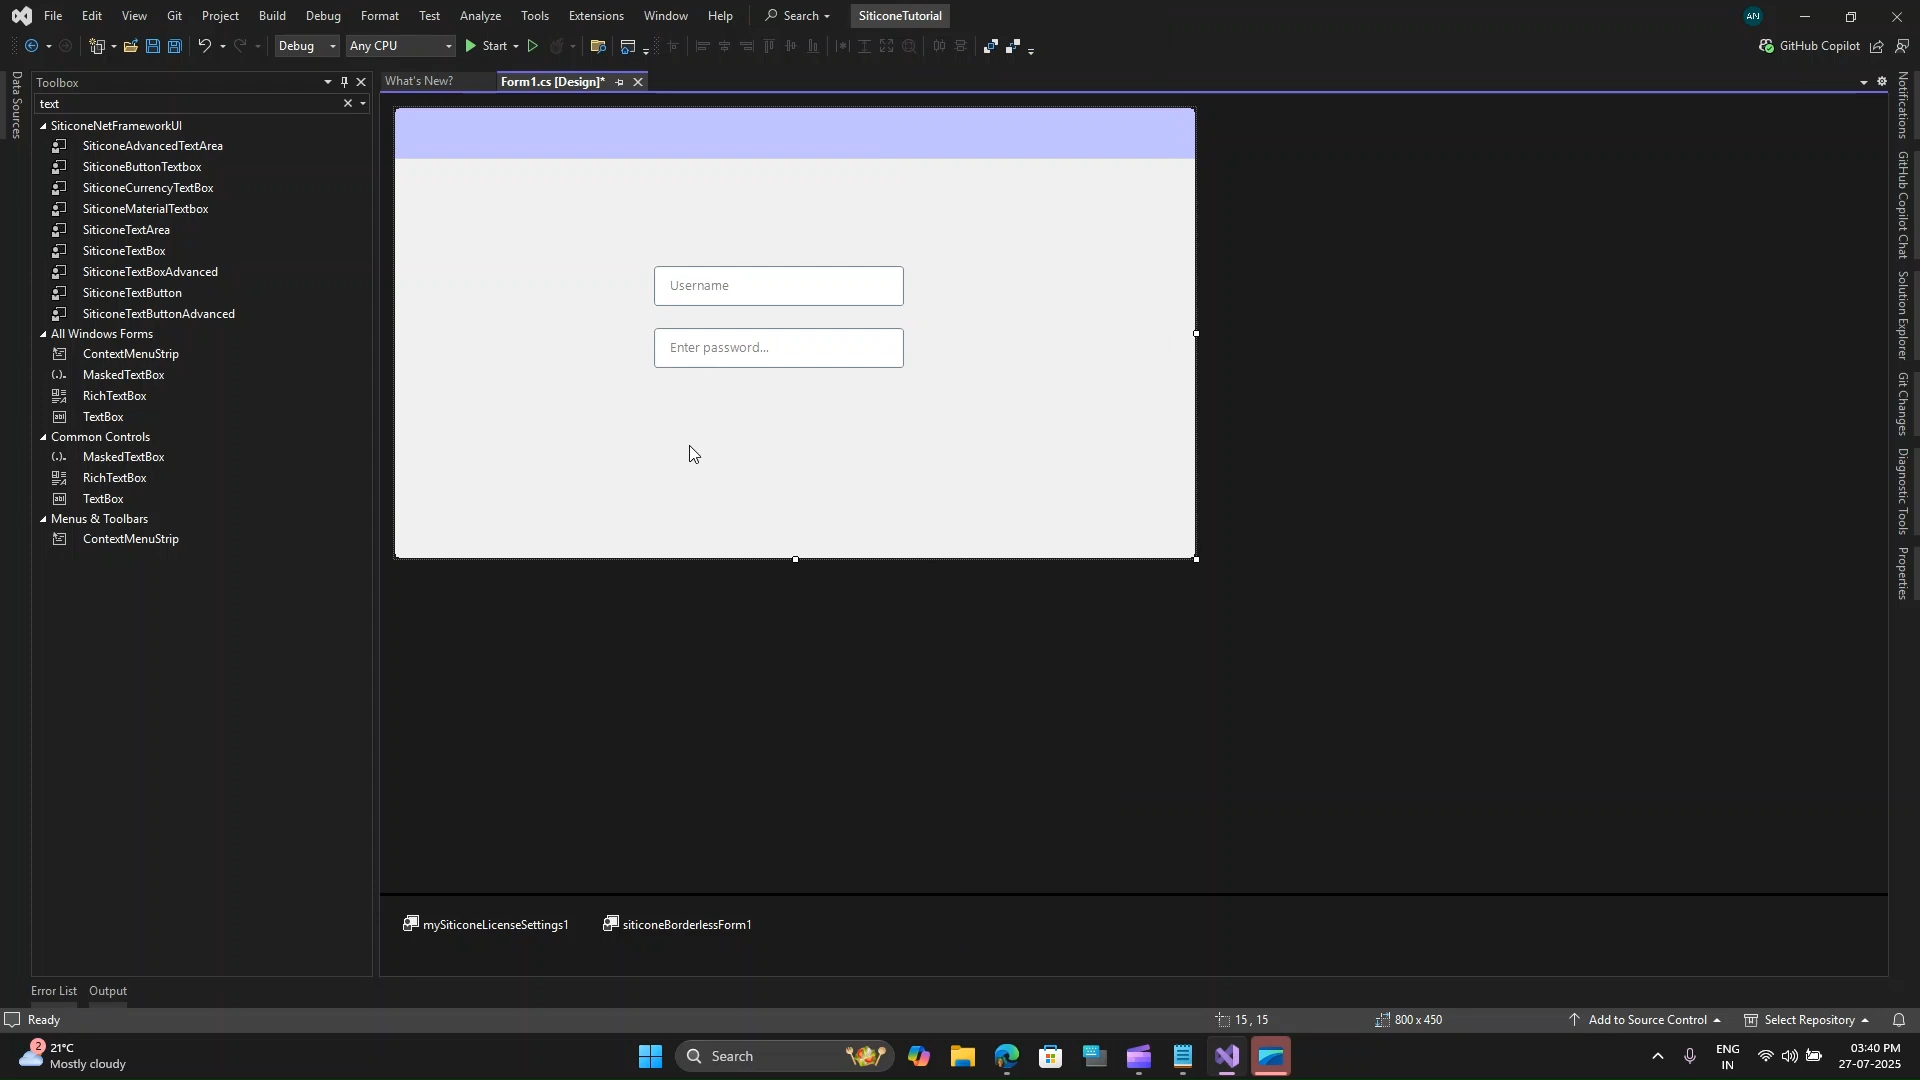 File Edit View Git Project Build Debug Format Test Analyze Tools Extensions Window Help Search SiticoneTutorial AN
Debug Any CPU Start GitHub Copilot
Toolbox
What's New? Form1.cs [Design]*
text
Data Sources
SiticoneNetFrameworkUI
SiticoneAdvancedTextArea
SiticoneButtonTextbox
SiticoneCurrencyTextBox
SiticoneMaterialTextbox
SiticoneTextArea
SiticoneTextBox
SiticoneTextBoxAdvanced
SiticoneTextButton
SiticoneTextButtonAdvanced
All Windows Forms
ContextMenuStrip
MaskedTextBox
RichTextBox
TextBox
Common Controls
MaskedTextBox
RichTextBox
TextBox
Menus & Toolbars
ContextMenuStrip
Username
Enter password...
Notifications
GitHub Copilot Chat
Solution Explorer
Git Changes
Diagnostic Tools
Properties
mySiticoneLicenseSettings1 siticoneBorderlessForm1
Error List Output
Ready 15 , 15 800 x 450 Add to Source Control Select Repository
2
21°C
Mostly cloudy
Search
ENG
IN
03:40 PM
27-07-2025